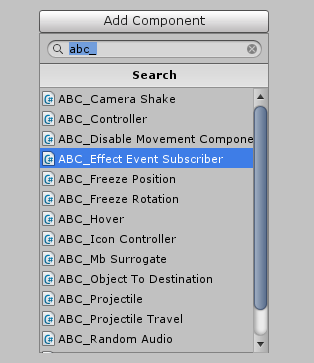 Add Component
abc_
Search
ABC_Camera Shake
ABC_Controller
ABC_Disable Movement Compone
ABC_Effect Event Subscriber
ABC_Freeze Position
ABC_Freeze Rotation
ABC_Hover
ABC_Icon Controller
ABC_Mb Surrogate
ABC_Object To Destination
ABC_Projectile
ABC_Projectile Travel
ABC_Random Audio